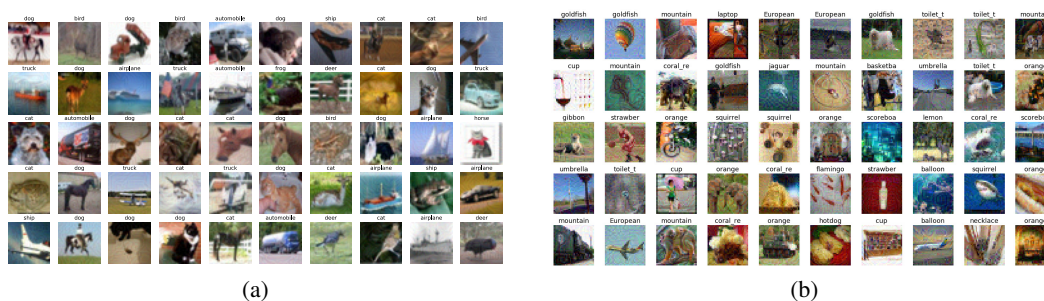 dog bird dog bird automobile dog ship cat cat bird
truck dog airplane truck automobile frog deer cat dog truck
cat automobile cat cat cat dog bird dog airplane horse
cat dog truck cat truck dog cat airplane ship airplane
ship dog dog dog cat automobile deer cat airplane deer
(a)
goldfish goldfish mountain laptop European European goldfish toilet_t toilet_t mounta
cup mountain coral_re goldfish jaguar mountain basketba umbrella toilet_t orang
gibbon strawber orange squirrel squirrel orange scoreboa lemon coral_re scorebo
umbrella toilet_t cup orange coral_re flamingo strawber balloon squirrel orang
mountain European mountain coral_re orange hotdog cup balloon necklace orang
(b)